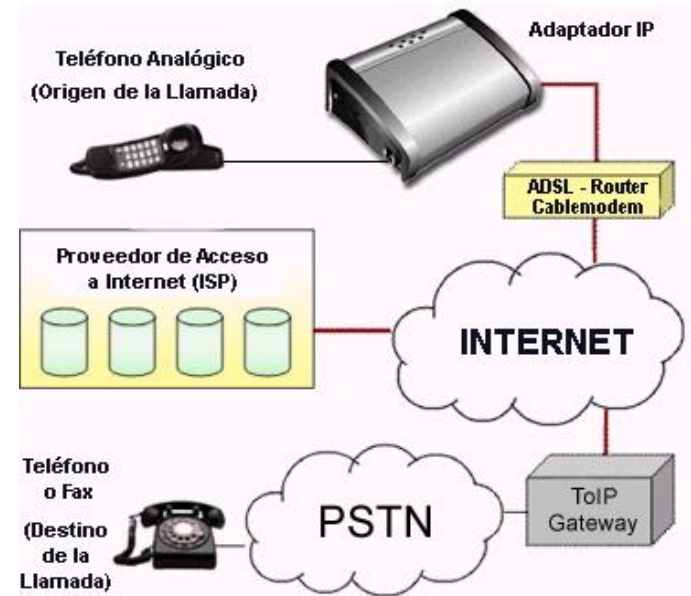 Teléfono Analógico
(Origen de la Llamada)
Adaptador IP
ADSL - Router
Cablemodem
Proveedor de Acceso
a Internet (ISP)
INTERNET
Teléfono
o Fax
(Destino
de la
Llamada)
PSTN
ToIP
Gateway